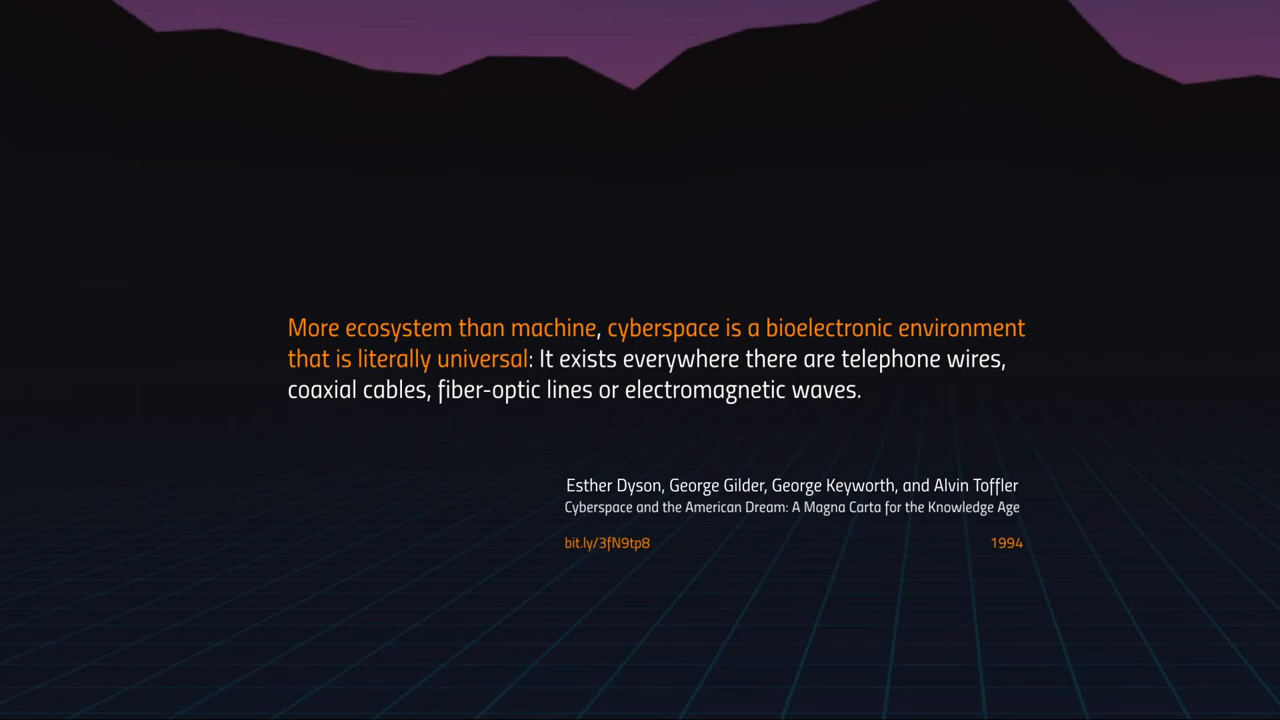 More ecosystem than machine, cyberspace is a bioelectronic environment
that is literally universal: It exists everywhere there are telephone wires,
coaxial cables, fiber-optic lines or electromagnetic waves.
Esther Dyson, George Gilder, George Keyworth, and Alvin Toffler
Cyberspace and the American Dream: A Magna Carta for the Knowledge Age
bit.ly/3fN9tp8 1994